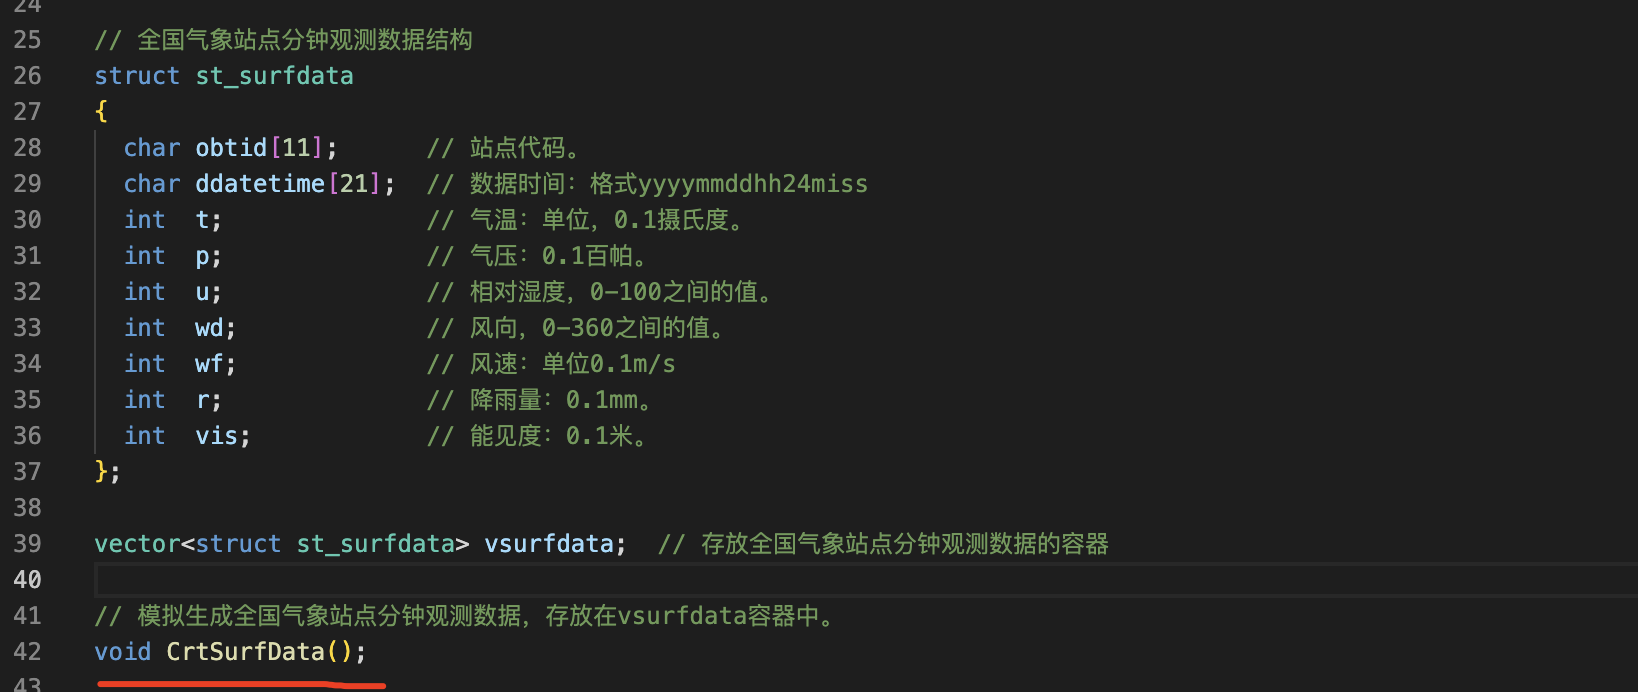 24
25 // 全国气象站点分钟观测数据结构
26 struct st_surfdata
27 {
28 char obtid[11]; // 站点代码。
29 char ddatetime[21]; // 数据时间：格式yyyymmddhh24miss
30 int t; // 气温：单位，0.1摄氏度。
31 int p; // 气压：0.1百帕。
32 int u; // 相对湿度，0-100之间的值。
33 int wd; // 风向，0-360之间的值。
34 int wf; // 风速：单位0.1m/s
35 int r; // 降雨量：0.1mm。
36 int vis; // 能见度：0.1米。
37 };
38
39 vector<struct st_surfdata> vsurfdata; // 存放全国气象站点分钟观测数据的容器
40
41 // 模拟生成全国气象站点分钟观测数据，存放在vsurfdata容器中。
42 void CrtSurfData();
43